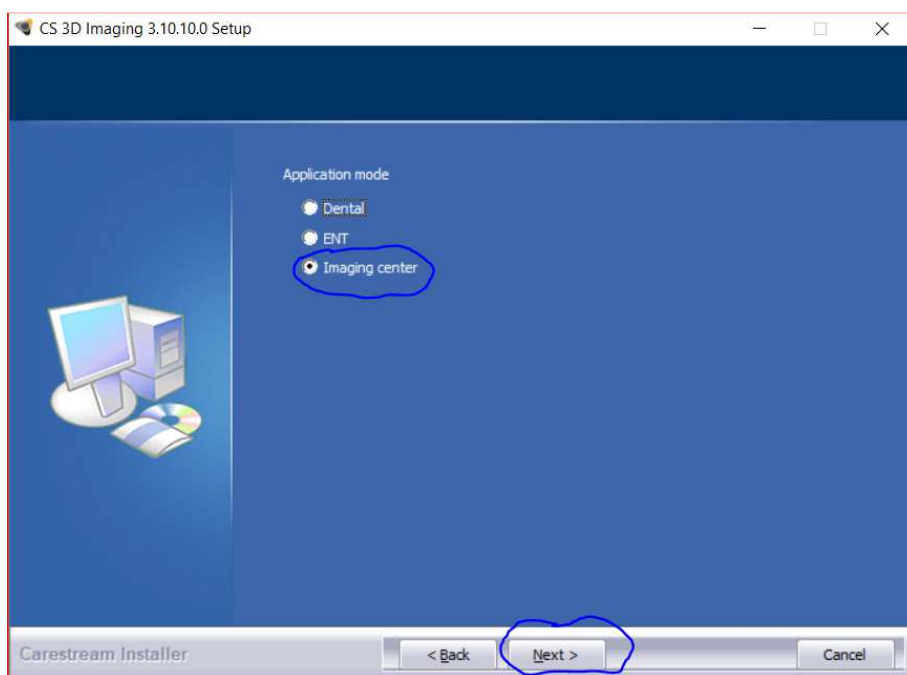 CS 3D Imaging 3.10.10.0 Setup
Application mode
Dental
ENT
Imaging center
Carestream Installer
< Back
Next >
Cancel